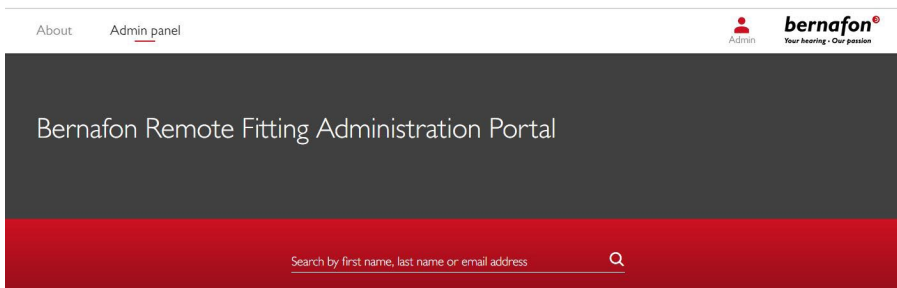 About
Admin panel
Admin
bernafon
Your hearing • Our passion
Bernafon Remote Fitting Administration Portal
Search by first name, last name or email address